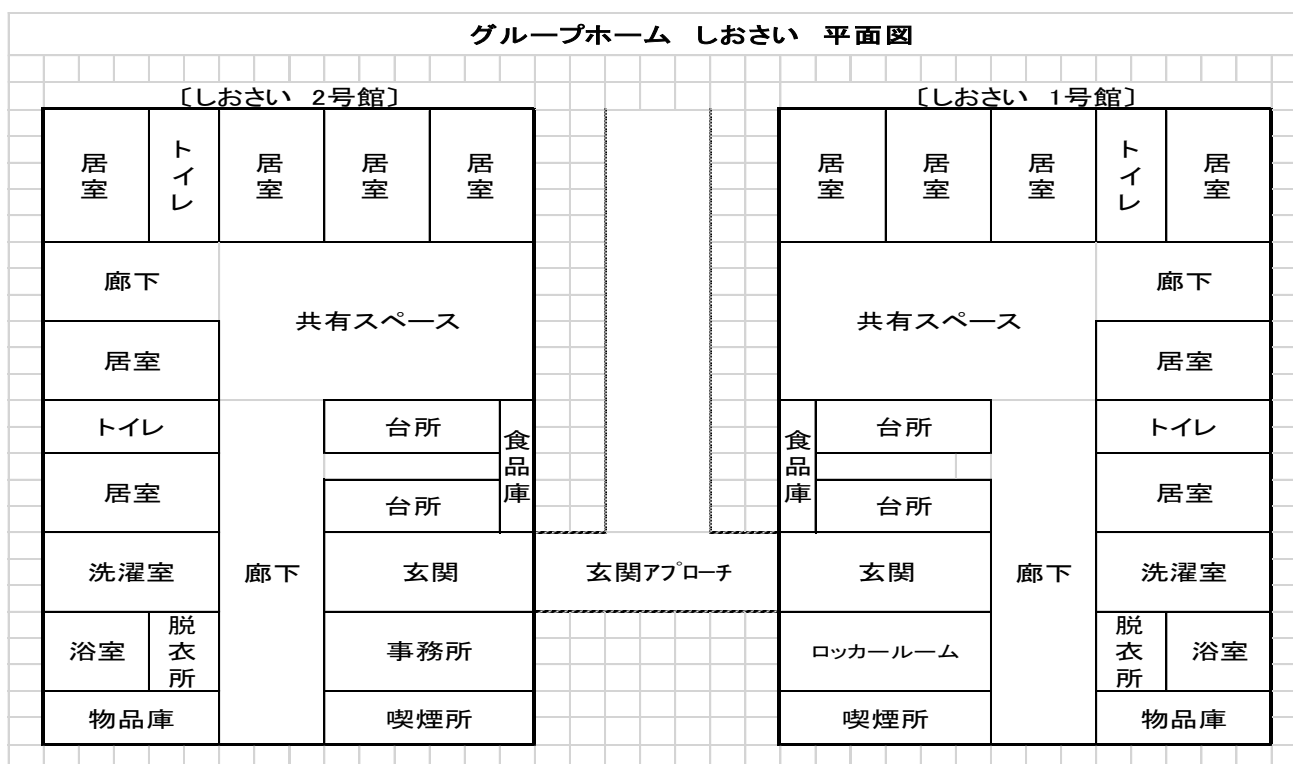 グループホーム しおさい 平面図
〔しおさい 2号館〕
〔しおさい 1号館〕
居室
トイレ
居室
居室
居室
居室
居室
居室
トイレ
居室
廊下
共有スペース
共有スペース
廊下
居室
居室
トイレ
台所
食品庫
食品庫
台所
トイレ
居室
台所
台所
居室
洗濯室
廊下
玄関
玄関アプローチ
玄関
廊下
洗濯室
浴室
脱衣所
事務所
ロッカールーム
脱衣所
浴室
物品庫
喫煙所
喫煙所
物品庫